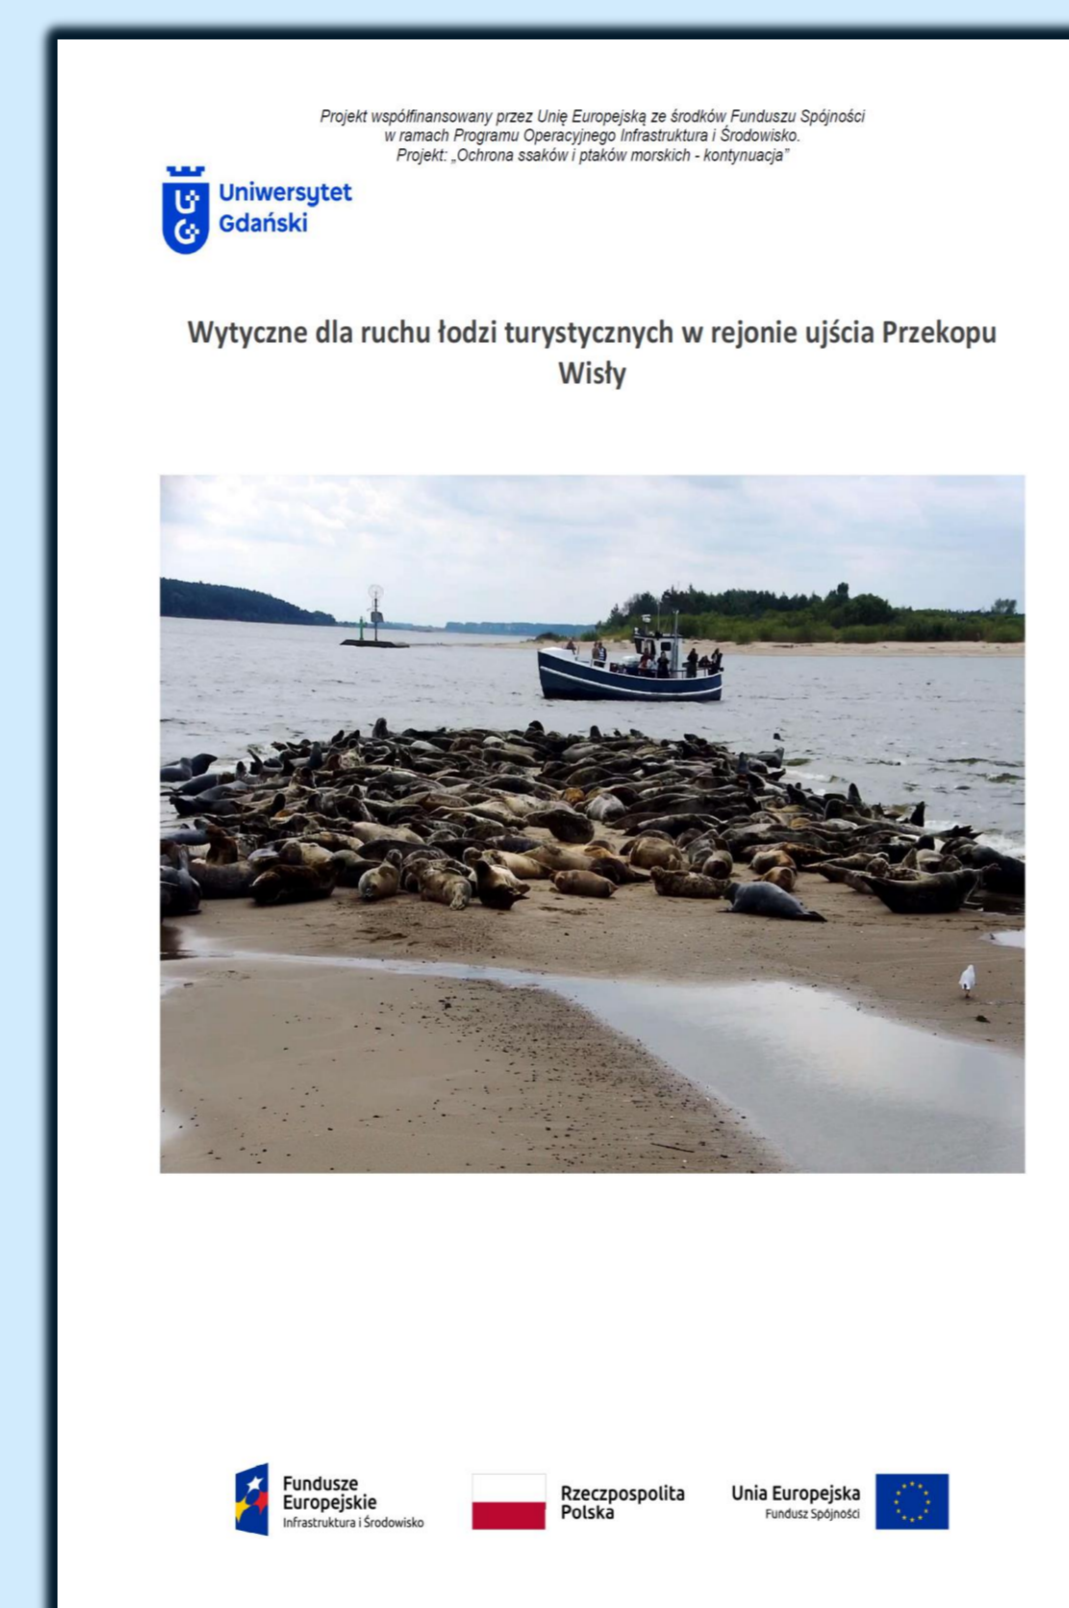 Projekt współfinansowany przez Unię Europejską ze środków Funduszu Spójności
w ramach Programu Operacyjnego Infrastruktura i Środowisko.
Projekt: „Ochrona ssaków i ptaków morskich - kontynuacja”
Uniwersytet
Gdański
Wytyczne dla ruchu łodzi turystycznych w rejonie ujścia Przekopu
Wisły
Fundusze
Europejskie
Infrastruktura i Środowisko
Rzeczpospolita
Polska
Unia Europejska
Fundusz Spójności